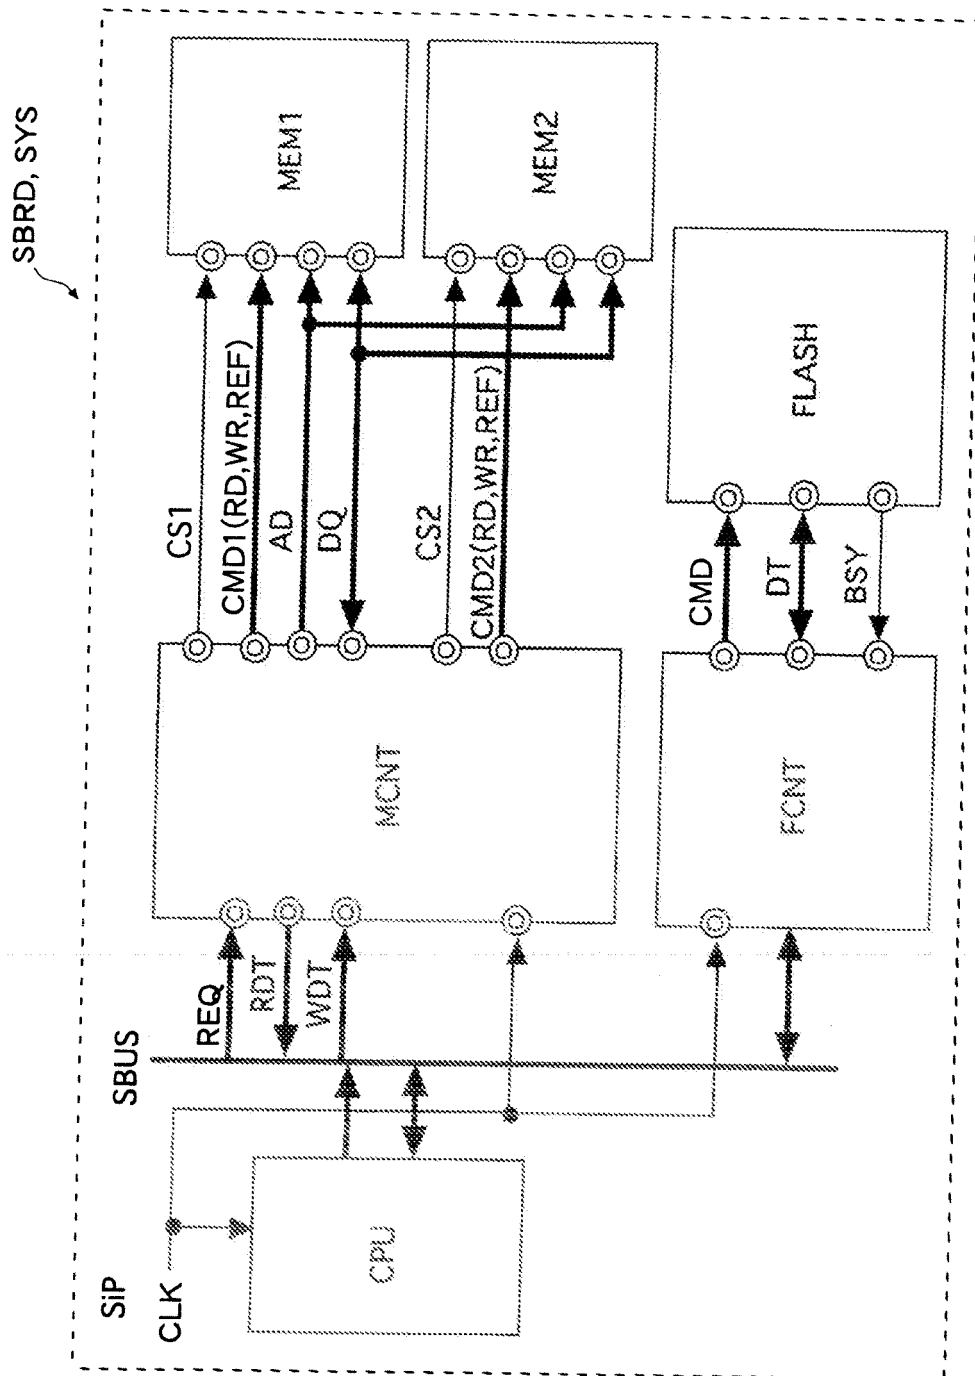 SBRD, SYS
SiP
CLK
CPU
SBUS
REQ
RDT
WDT
MCNT
CS1
CMD1(RD,WR,REF)
AD
DQ
CS2
CMD2(RD,WR,REF)
MEM1
MEM2
FCNT
CMD
DT
BSY
FLASH